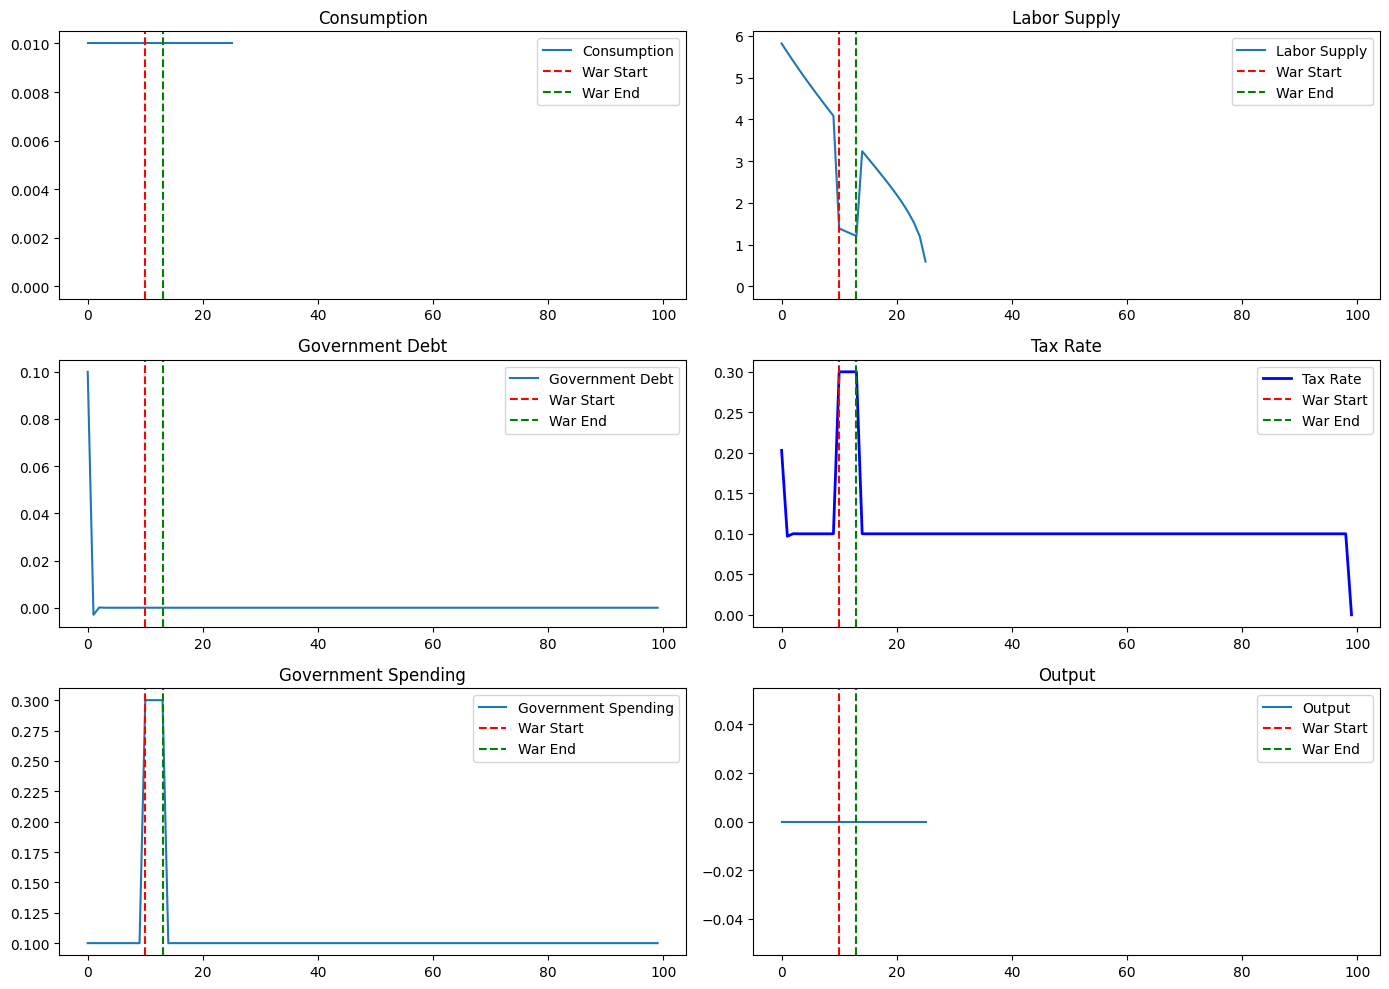 Consumption
0.010
0.008
0.006
0.004
0.002
0.000
0 20 40 60 80 100
Consumption
War Start
War End
Labor Supply
6
5
4
3
2
1
0
0 20 40 60 80 100
Labor Supply
War Start
War End
Government Debt
0.10
0.08
0.06
0.04
0.02
0.00
0 20 40 60 80 100
Government Debt
War Start
War End
Tax Rate
0.30
0.25
0.20
0.15
0.10
0.05
0.00
0 20 40 60 80 100
Tax Rate
War Start
War End
Government Spending
0.300
0.275
0.250
0.225
0.200
0.175
0.150
0.125
0.100
0 20 40 60 80 100
Government Spending
War Start
War End
Output
0.04
0.02
0.00
−0.02
−0.04
0 20 40 60 80 100
Output
War Start
War End